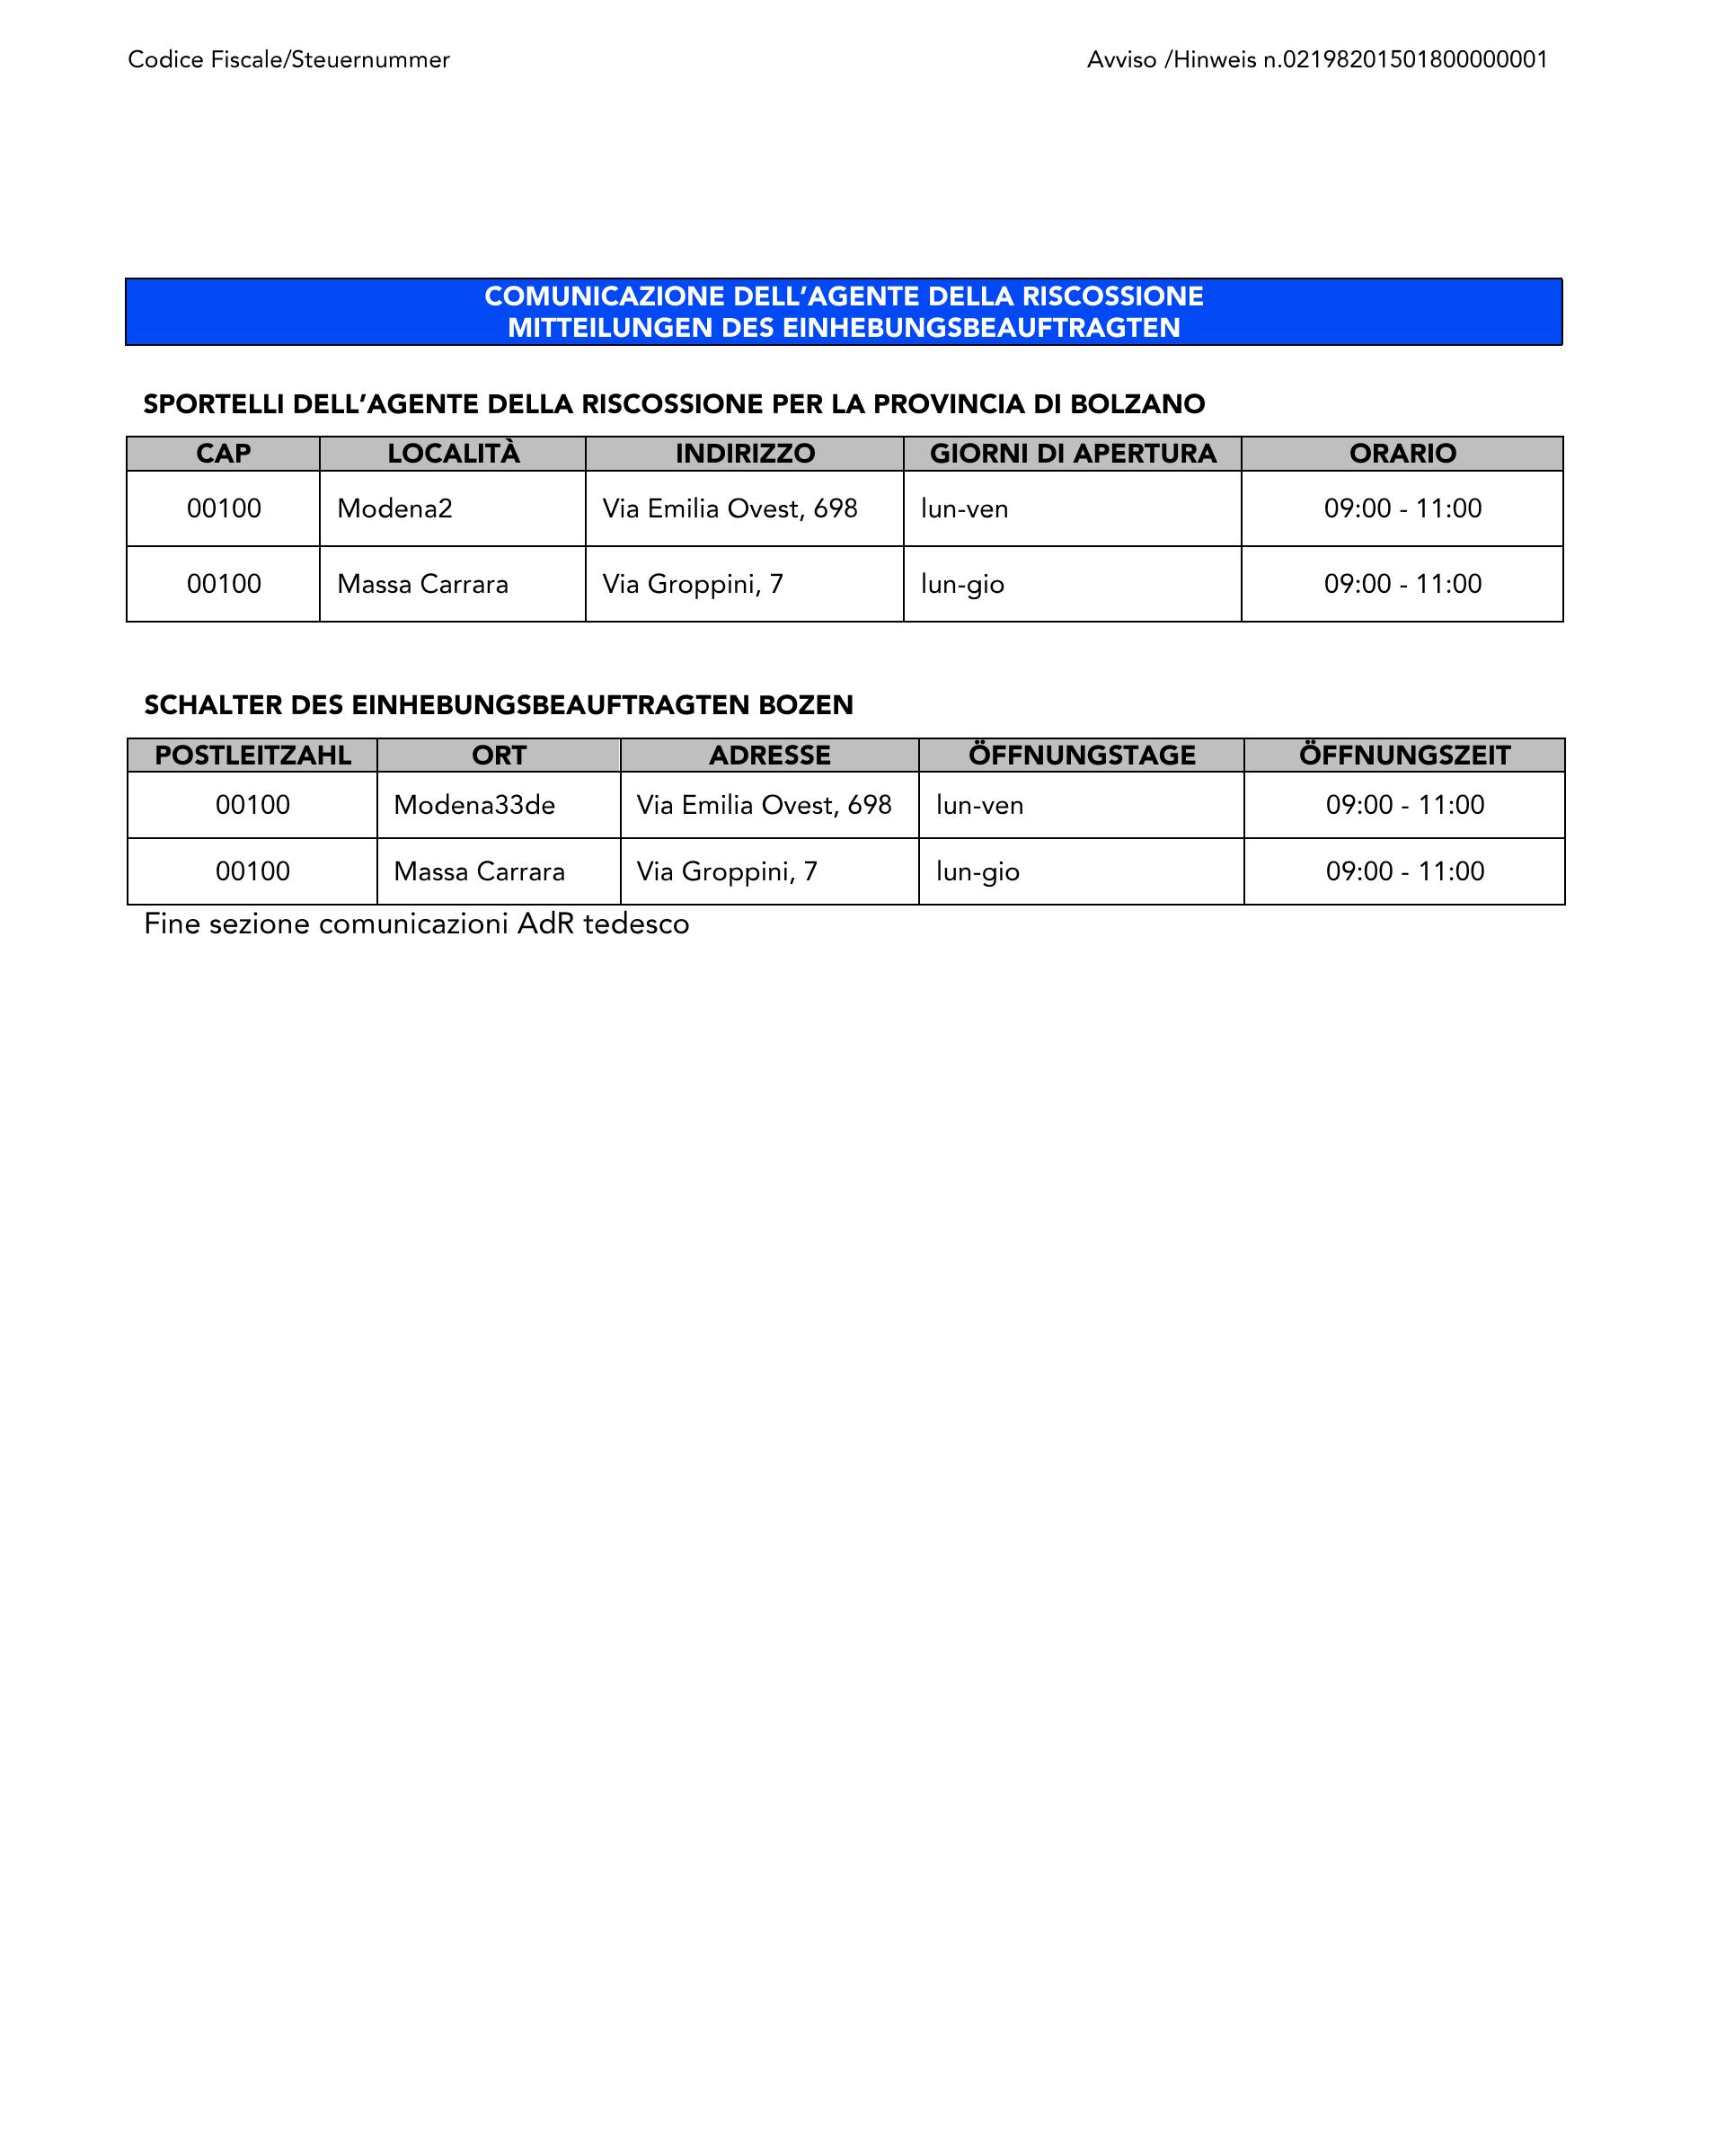 Codice Fiscale/Steuernummer Avviso /Hinweis n.02198201501800000001
COMUNICAZIONE DELL’AGENTE DELLA RISCOSSIONE
MITTEILUNGEN DES EINHEBUNGSBEAUFTRAGTEN
SPORTELLI DELL’AGENTE DELLA RISCOSSIONE PER LA PROVINCIA DI BOLZANO
CAP LOCALITÀ INDIRIZZO GIORNI DI APERTURA ORARIO
00100 Modena2 Via Emilia Ovest, 698 lun-ven 09:00 - 11:00
00100 Massa Carrara Via Groppini, 7 lun-gio 09:00 - 11:00
SCHALTER DES EINHEBUNGSBEAUFTRAGTEN BOZEN
POSTLEITZAHL ORT ADRESSE ÖFFNUNGSTAGE ÖFFNUNGSZEIT
00100 Modena33de Via Emilia Ovest, 698 lun-ven 09:00 - 11:00
00100 Massa Carrara Via Groppini, 7 lun-gio 09:00 - 11:00
Fine sezione comunicazioni AdR tedesco